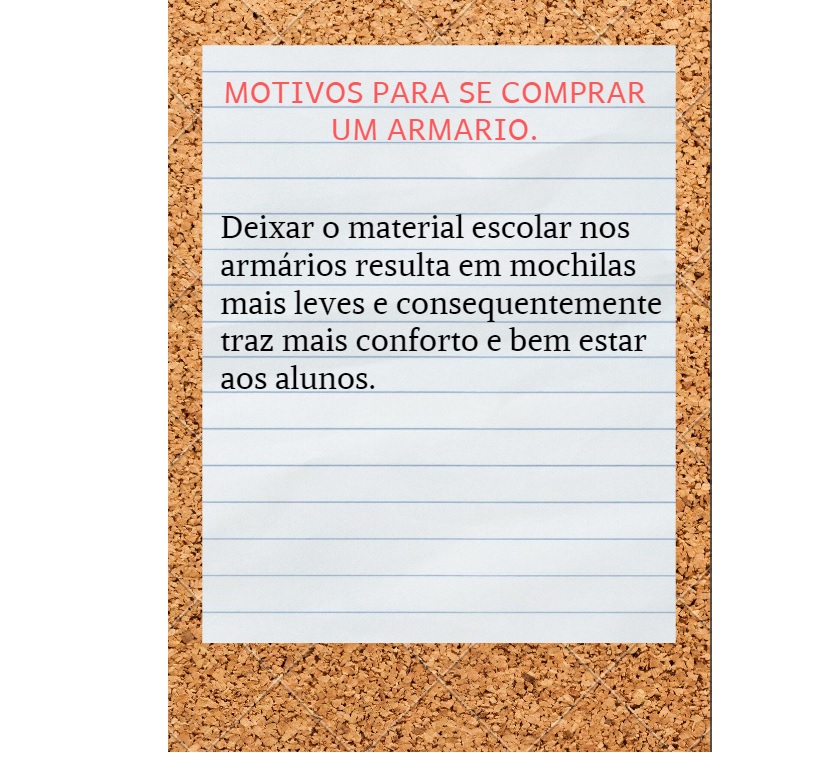 MOTIVOS PARA SE COMPRAR
UM ARMARIO.
Deixar o material escolar nos
armários resulta em mochilas
mais leves e consequentemente
traz mais conforto e bem estar
aos alunos.